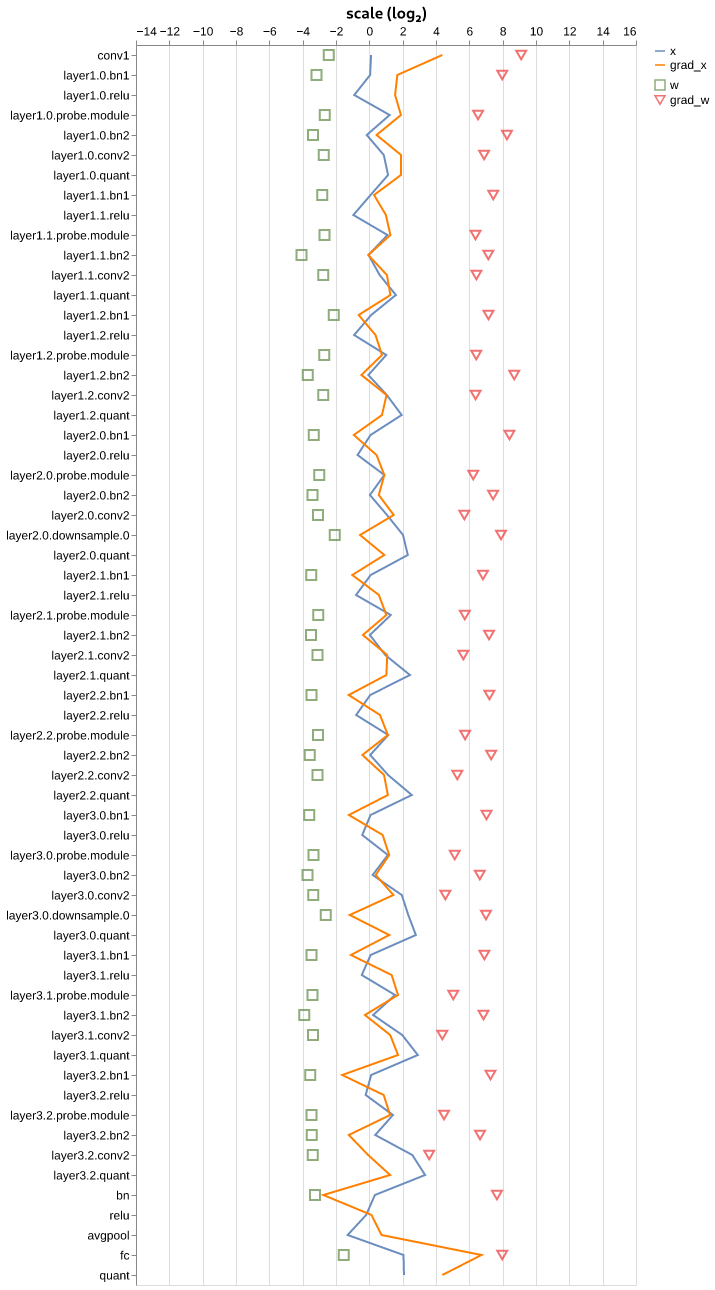 scale (log₂)
−14 −12 −10 −8 −6 −4 −2 0 2 4 6 8 10 12 14 16
x
grad_x
w
grad_w
conv1
layer1.0.bn1
layer1.0.relu
layer1.0.probe.module
layer1.0.bn2
layer1.0.conv2
layer1.0.quant
layer1.1.bn1
layer1.1.relu
layer1.1.probe.module
layer1.1.bn2
layer1.1.conv2
layer1.1.quant
layer1.2.bn1
layer1.2.relu
layer1.2.probe.module
layer1.2.bn2
layer1.2.conv2
layer1.2.quant
layer2.0.bn1
layer2.0.relu
layer2.0.probe.module
layer2.0.bn2
layer2.0.conv2
layer2.0.downsample.0
layer2.0.quant
layer2.1.bn1
layer2.1.relu
layer2.1.probe.module
layer2.1.bn2
layer2.1.conv2
layer2.1.quant
layer2.2.bn1
layer2.2.relu
layer2.2.probe.module
layer2.2.bn2
layer2.2.conv2
layer2.2.quant
layer3.0.bn1
layer3.0.relu
layer3.0.probe.module
layer3.0.bn2
layer3.0.conv2
layer3.0.downsample.0
layer3.0.quant
layer3.1.bn1
layer3.1.relu
layer3.1.probe.module
layer3.1.bn2
layer3.1.conv2
layer3.1.quant
layer3.2.bn1
layer3.2.relu
layer3.2.probe.module
layer3.2.bn2
layer3.2.conv2
layer3.2.quant
bn
relu
avgpool
fc
quant